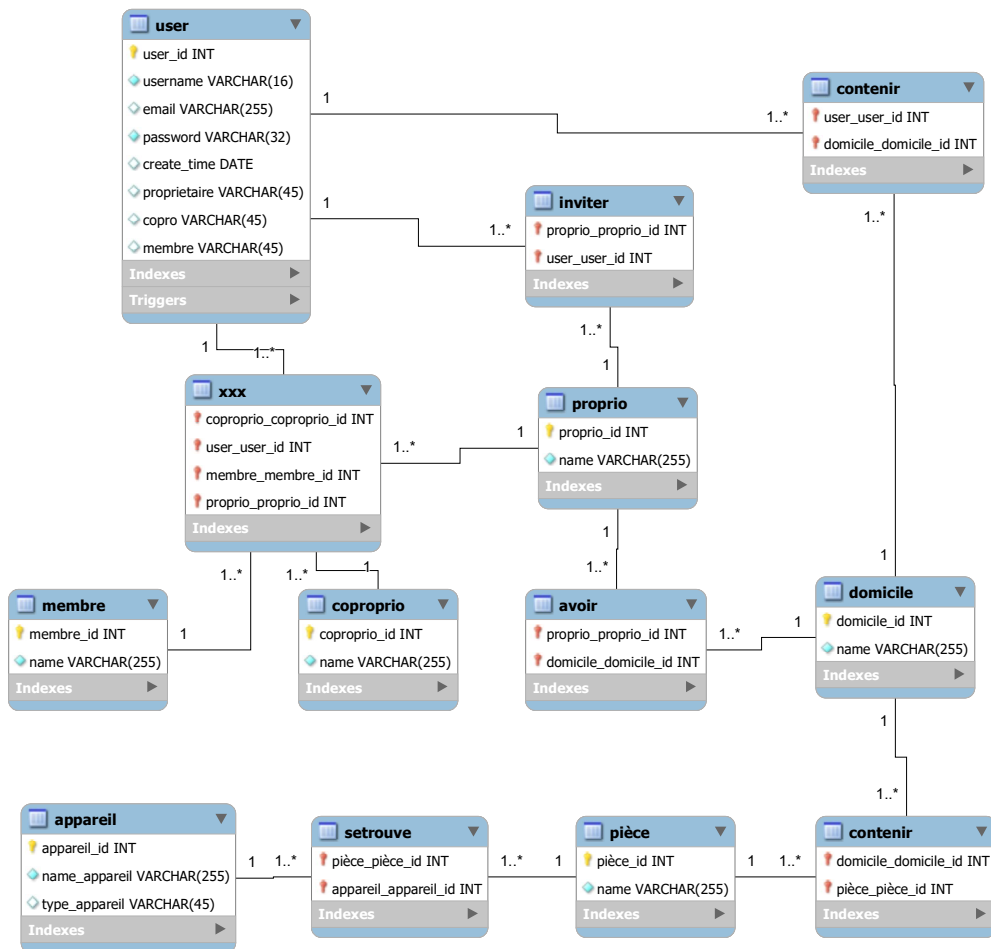 user
user_id INT
username VARCHAR(16)
email VARCHAR(255)
password VARCHAR(32)
create_time DATE
proprietaire VARCHAR(45)
copro VARCHAR(45)
membre VARCHAR(45)
Indexes
Triggers
1
1..*
contenir
user_user_id INT
domicile_domicile_id INT
Indexes
1
1..*
inviter
proprio_proprio_id INT
user_user_id INT
Indexes
1..*
1..*
1
1..*
1
xxx
coproprio_coproprio_id INT
user_user_id INT
membre_membre_id INT
proprio_proprio_id INT
Indexes
1..*
1
proprio
proprio_id INT
name VARCHAR(255)
Indexes
1
1..*
1..*
1..*
1
1
membre
membre_id INT
name VARCHAR(255)
Indexes
1
coproprio
coproprio_id INT
name VARCHAR(255)
Indexes
avoir
proprio_proprio_id INT
domicile_domicile_id INT
Indexes
1..*
1
domicile
domicile_id INT
name VARCHAR(255)
Indexes
1
1..*
appareil
appareil_id INT
name_appareil VARCHAR(255)
type_appareil VARCHAR(45)
Indexes
1
1..*
setrouve
pièce_pièce_id INT
appareil_appareil_id INT
Indexes
1..*
1
pièce
pièce_id INT
name VARCHAR(255)
Indexes
1
1..*
contenir
domicile_domicile_id INT
pièce_pièce_id INT
Indexes